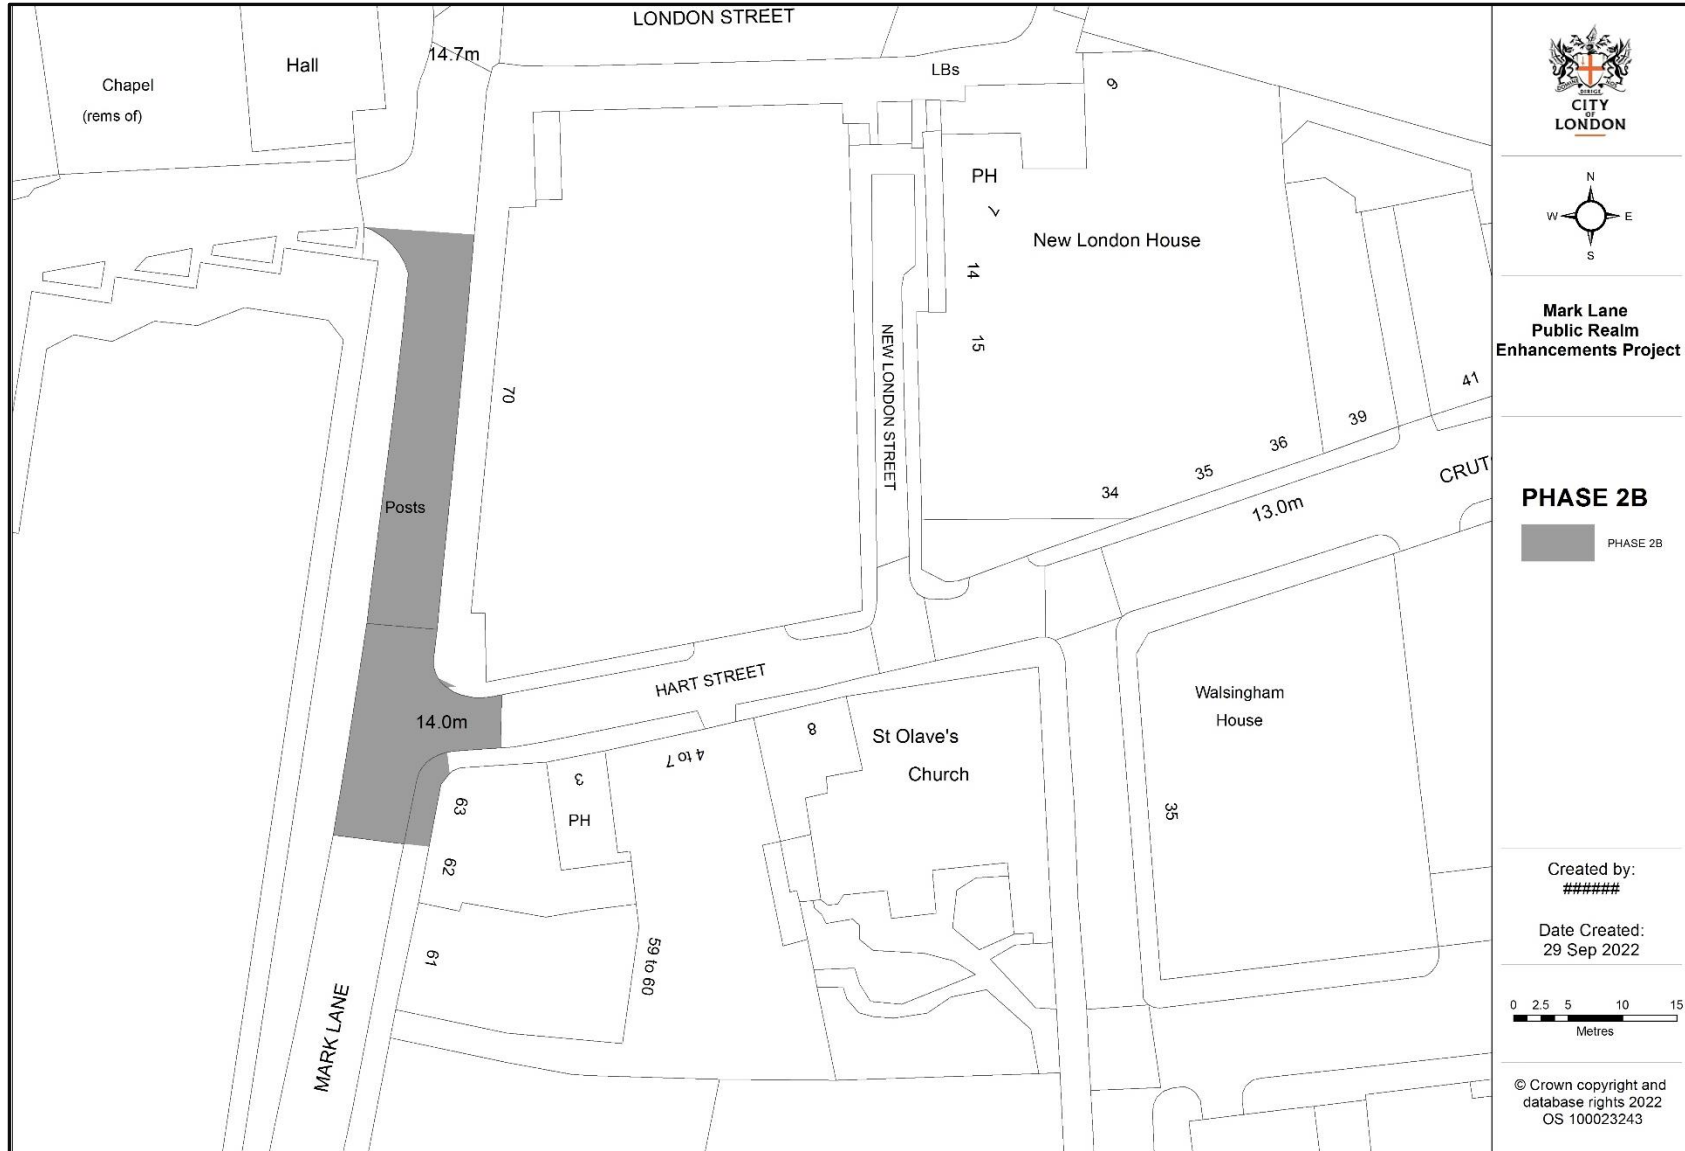 LONDON STREET
14.7m
Hall
Chapel
(rems of)
LBs
9
PH
7
New London House
14
15
NEW LONDON STREET
70
41
39
36
35
34
CRUT
13.0m
Posts
HART STREET
14.0m
Walsingham
House
8
St Olave's
Church
4 to 7
3
PH
63
62
61
59 to 60
35
MARK LANE
DOMINE DIRIGE NOS
CITY
OF
LONDON
N
W
E
S
Mark Lane
Public Realm
Enhancements Project
PHASE 2B
PHASE 2B
Created by:
######
Date Created:
29 Sep 2022
0 2.5 5 10 15
Metres
© Crown copyright and
database rights 2022
OS 100023243